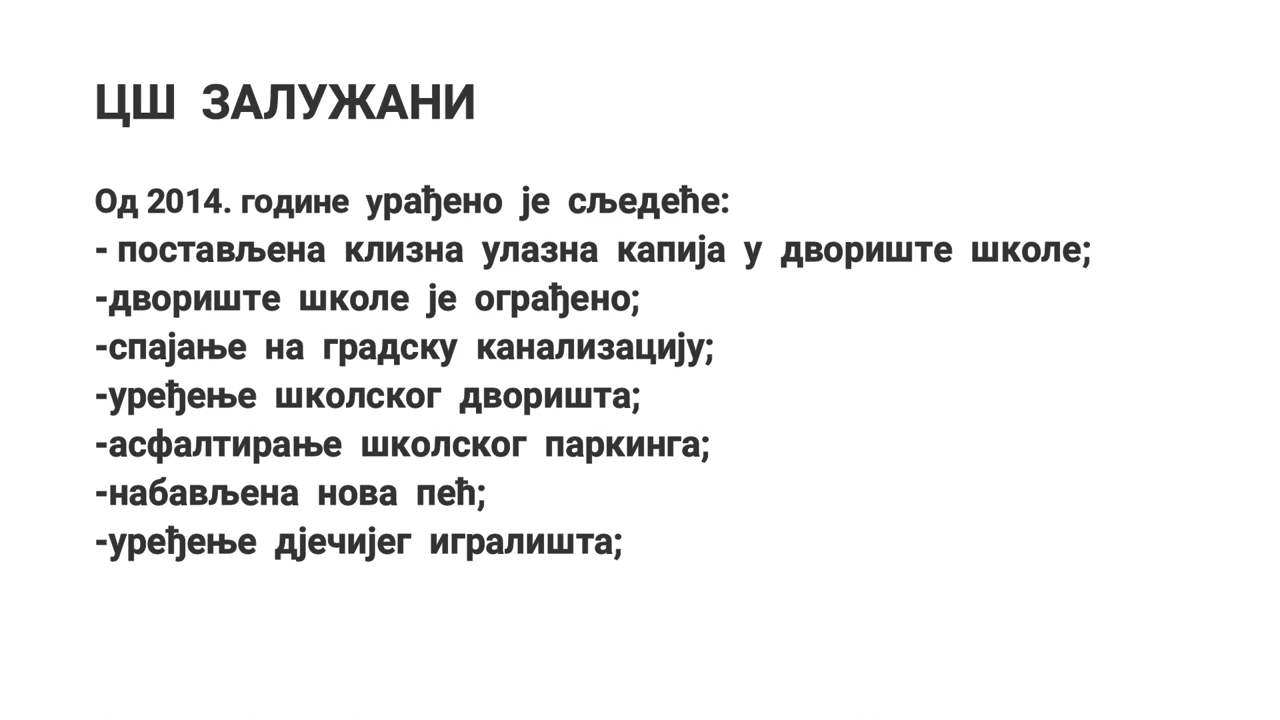 ЦШ ЗАЛУЖАНИ
Од 2014. године урађено је сљедеће:
- постављена клизна улазна капија у двориште школе;
-двориште школе је ограђено;
-спајање на градску канализацију;
-уређење школског дворишта;
-асфалтирање школског паркинга;
-набављена нова пећ;
-уређење дјечијег игралишта;